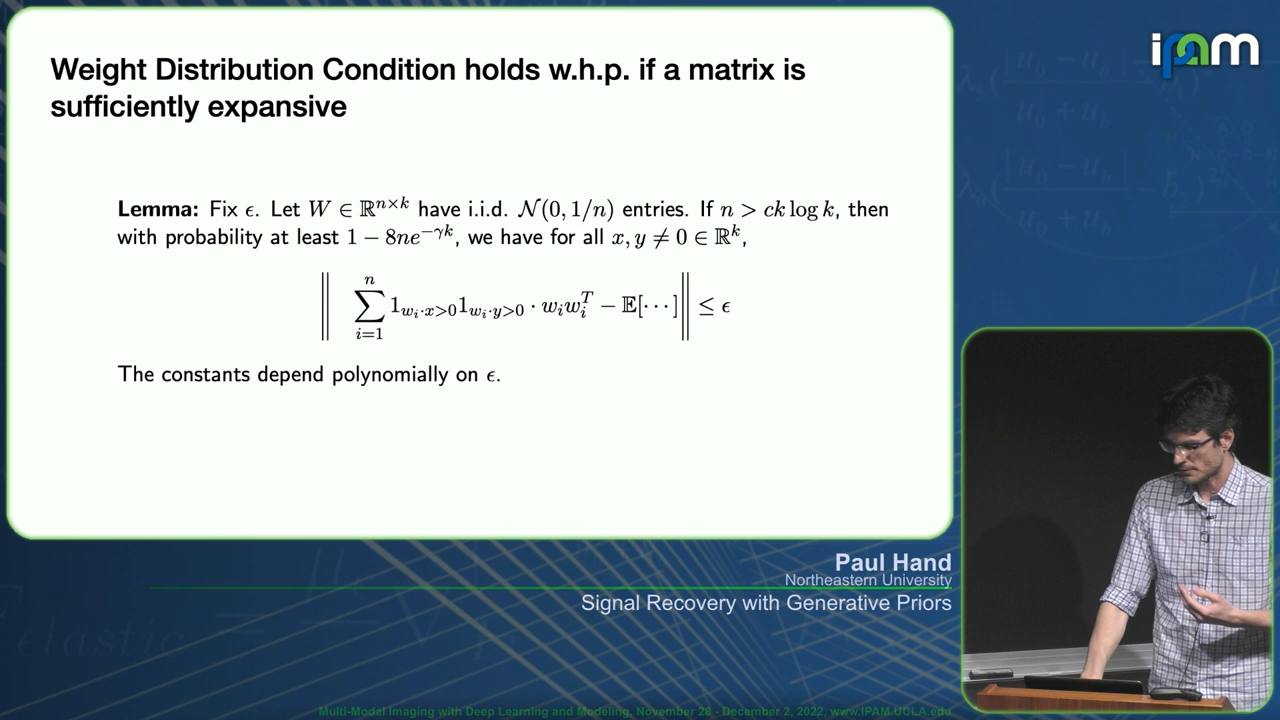 Weight Distribution Condition holds w.h.p. if a matrix is
sufficiently expansive
ipam
Lemma: Fix ϵ. Let W ∈ ℝ^{n×k} have i.i.d. 𝒩(0, 1/n) entries. If n > ck log k, then
with probability at least 1 − 8ne^{−γk}, we have for all x, y ≠ 0 ∈ ℝ^k,
‖ ∑_{i=1}^{n} 1_{w_i·x>0} 1_{w_i·y>0} · w_i w_i^T − 𝔼[⋯] ‖ ≤ ϵ
The constants depend polynomially on ϵ.
Paul Hand
Northeastern University
Signal Recovery with Generative Priors
elastic
Multi-Modal Imaging with Deep Learning and Modeling, November 28 - December 2, 2022, www.IPAM.UCLA.edu